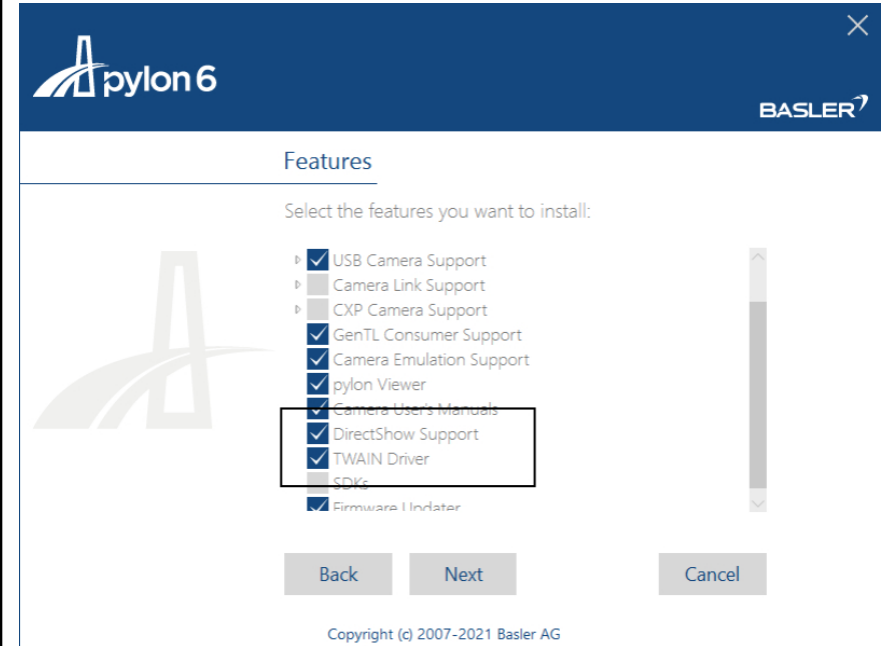 pylon 6
BASLER
Features
Select the features you want to install:
USB Camera Support
Camera Link Support
CXP Camera Support
GenTL Consumer Support
Camera Emulation Support
pylon Viewer
Camera User's Manuals
DirectShow Support
TWAIN Driver
SDKs
Firmware Updater
Back Next Cancel
Copyright (c) 2007-2021 Basler AG